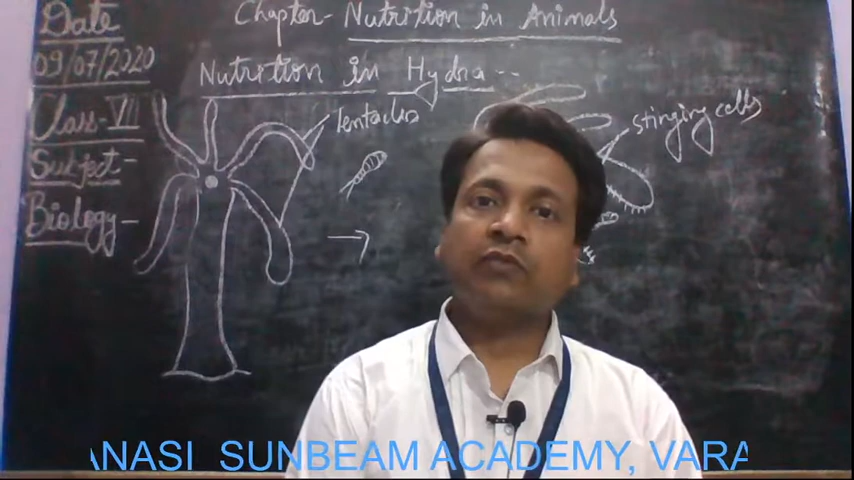 Date
09/07/2020
Class-VII
Subject-
Biology-
Chapter- Nutrition in Animals
Nutrition in Hydra --
tentacles
stinging cells
ANASI SUNBEAM ACADEMY, VARA